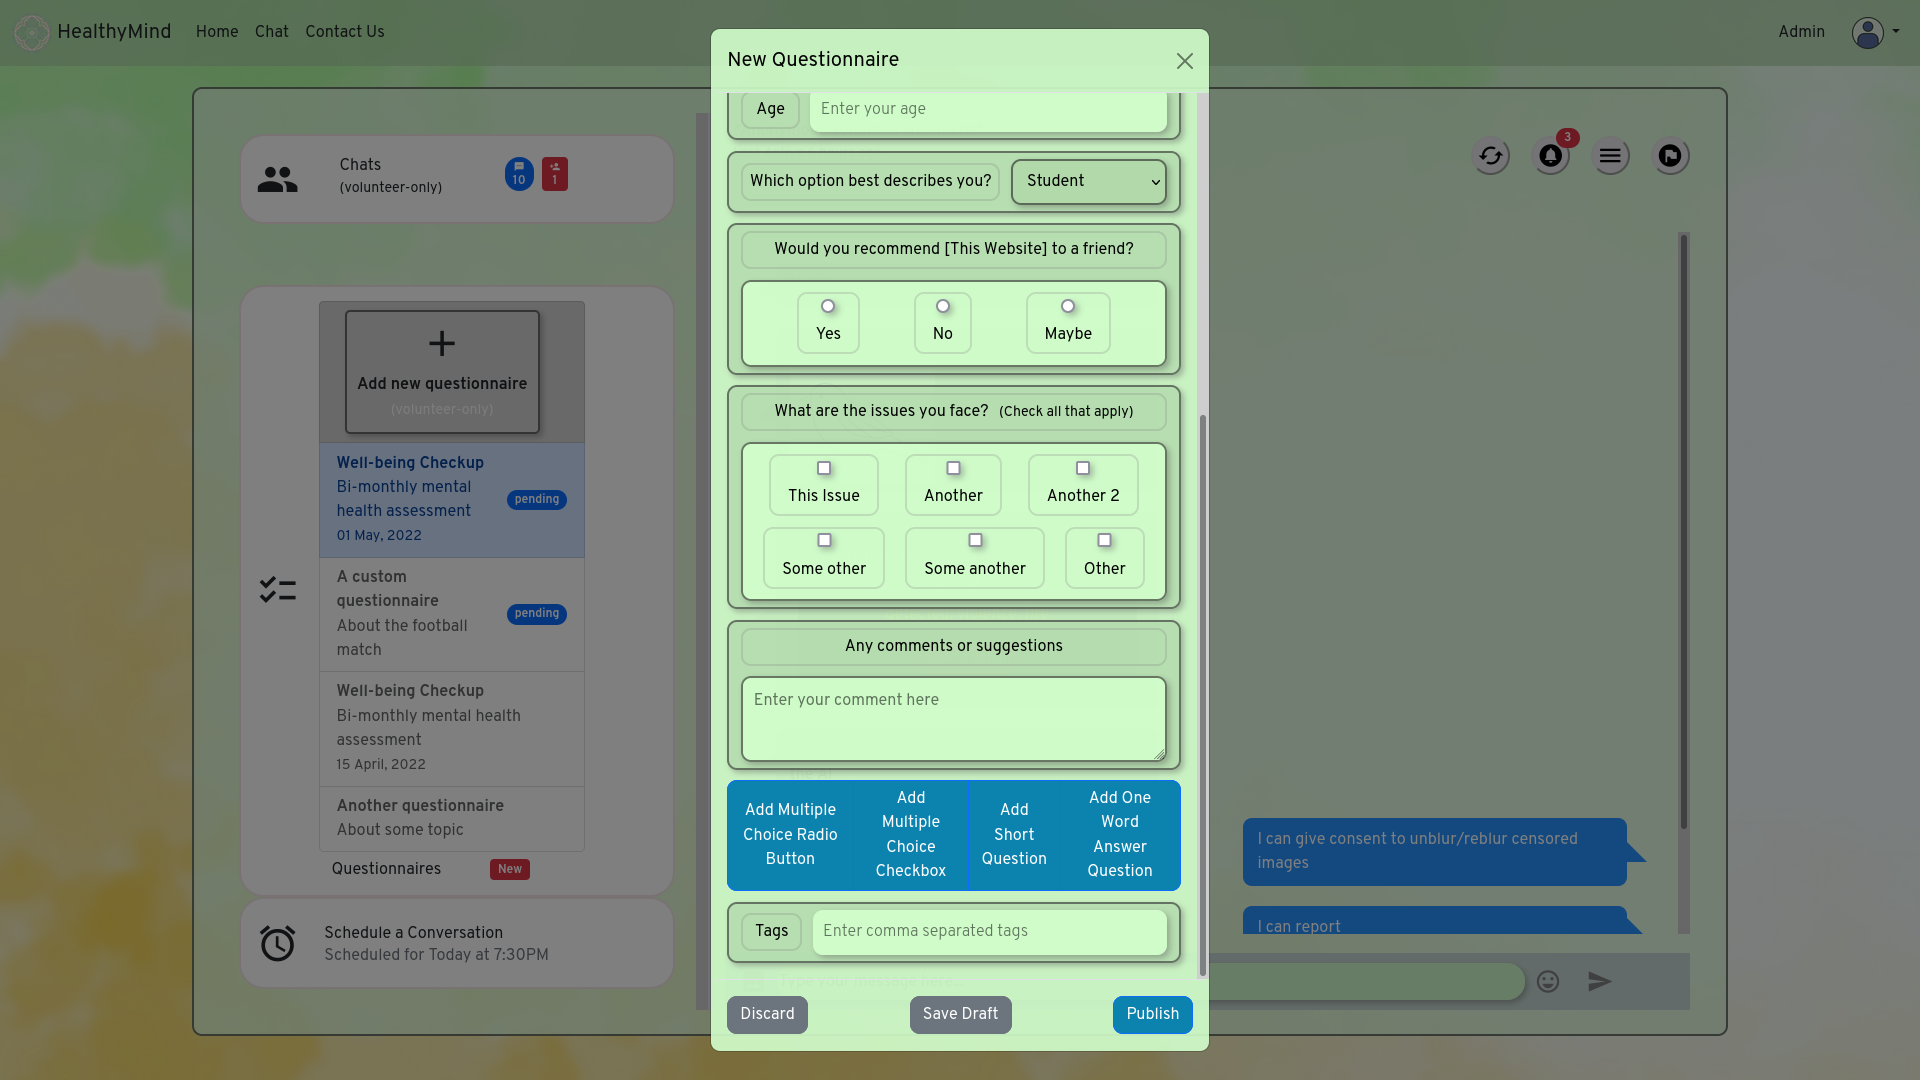 HealthyMind
Home
Chat
Contact Us
Admin
Chats
(volunteer-only)
10
1
3
Add new questionnaire
(volunteer-only)
Well-being Checkup
Bi-monthly mental
health assessment
01 May, 2022
pending
A custom
questionnaire
About the football
match
pending
Well-being Checkup
Bi-monthly mental health
assessment
15 April, 2022
Another questionnaire
About some topic
Questionnaires
New
Schedule a Conversation
Scheduled for Today at 7:30PM
New Questionnaire
Age
Enter your age
Which option best describes you?
Student
Would you recommend [This Website] to a friend?
Yes
No
Maybe
What are the issues you face? (Check all that apply)
This Issue
Another
Another 2
Some other
Some another
Other
Any comments or suggestions
Enter your comment here
Add Multiple
Choice Radio
Button
Add
Multiple
Choice
Checkbox
Add
Short
Question
Add One
Word
Answer
Question
Tags
Enter comma separated tags
Type your message here...
Discard
Save Draft
Publish
I can give consent to unblur/reblur censored
images
I can report